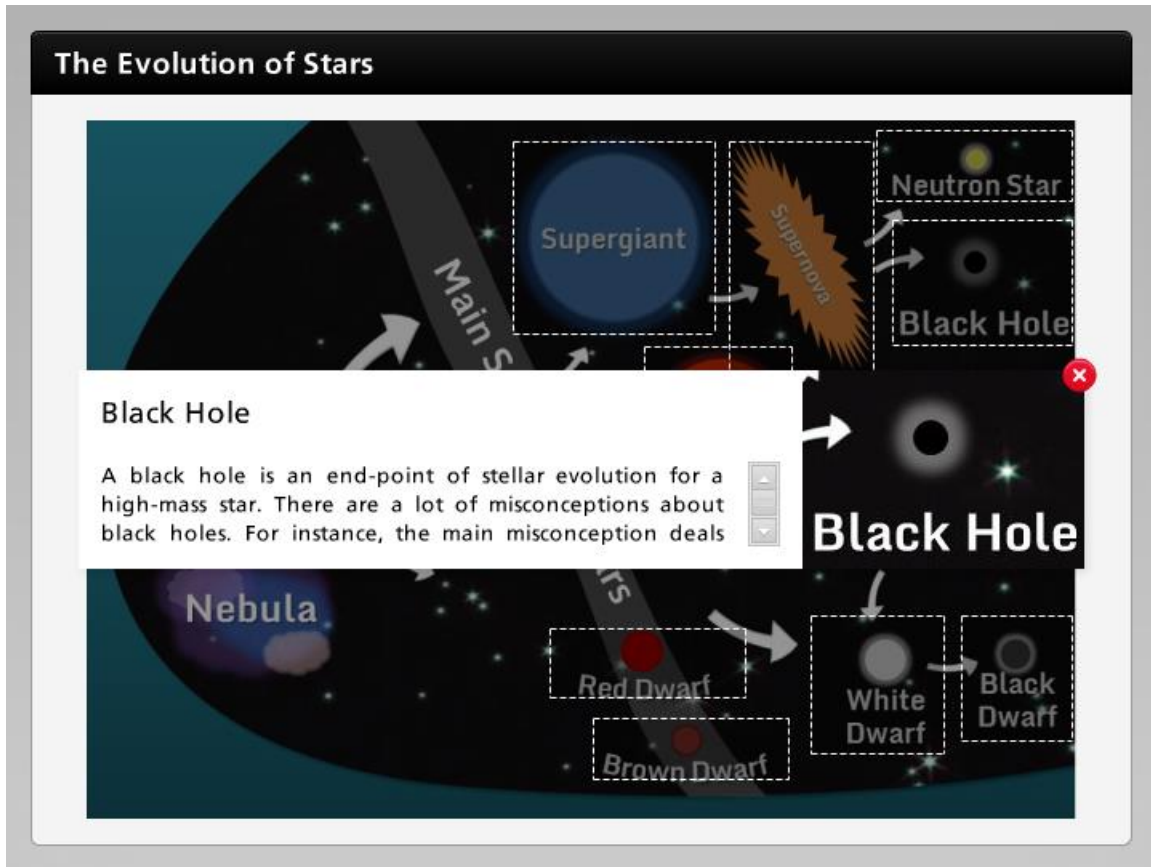 The Evolution of Stars
Neutron Star
Supergiant
Supernova
Main S
Black Hole
Black Hole
A black hole is an end-point of stellar evolution for a
high-mass star. There are a lot of misconceptions about
black holes. For instance, the main misconception deals
Black Hole
ars
Nebula
Red Dwarf
White
Dwarf
Black
Dwarf
Brown Dwarf